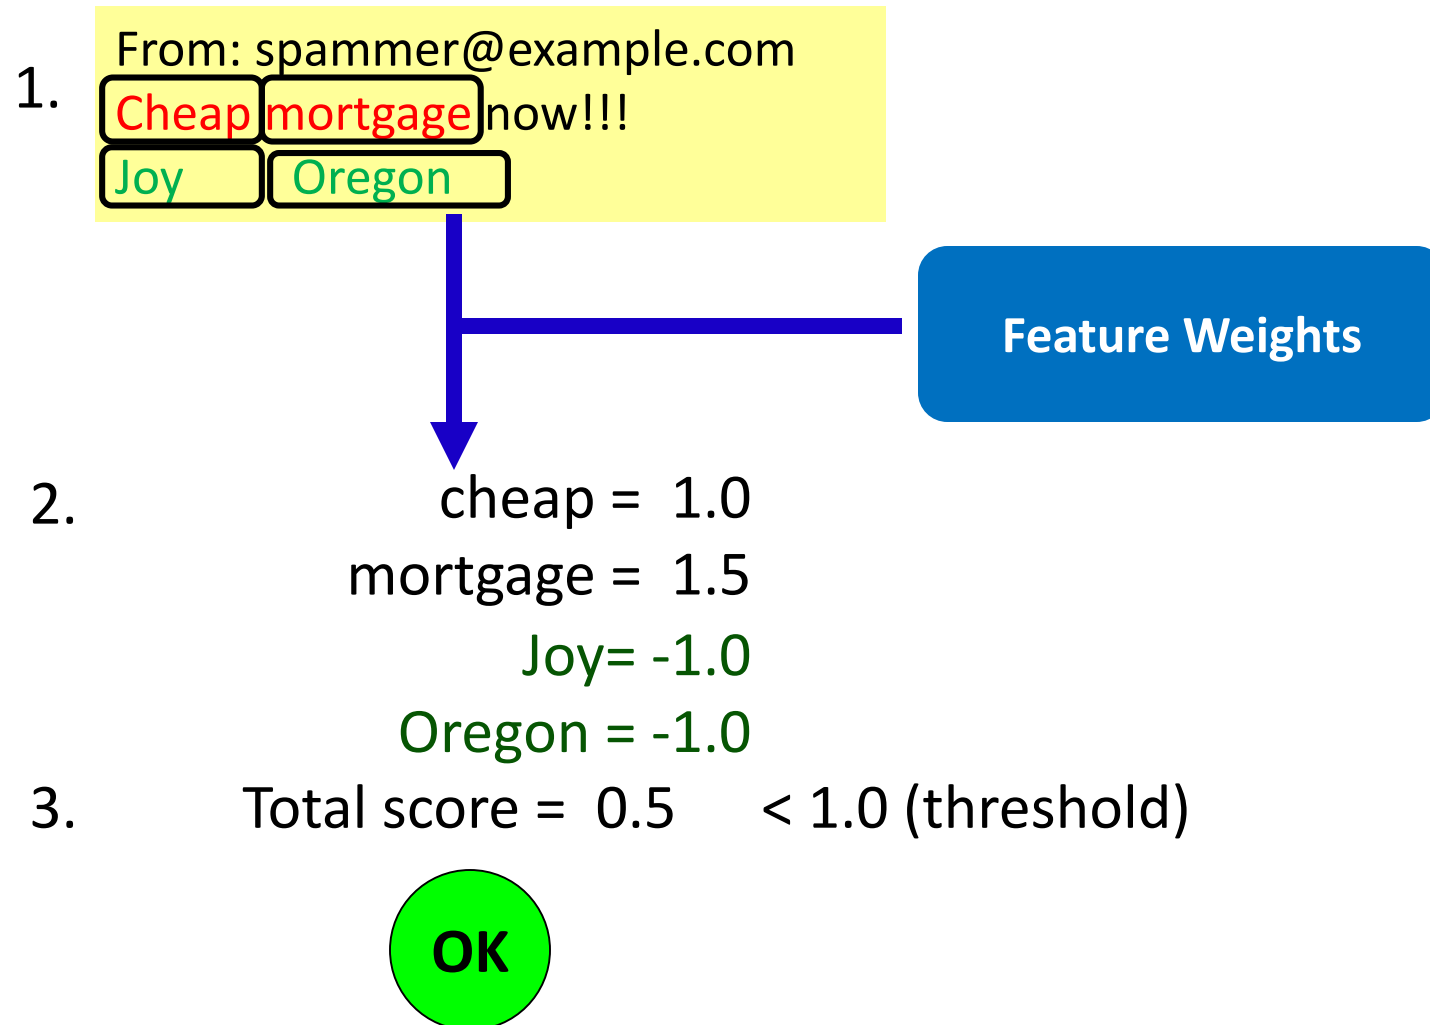 1.
From: spammer@example.com
Cheap mortgage now!!!
Joy Oregon
Feature Weights
2.
cheap = 1.0
mortgage = 1.5
Joy= -1.0
Oregon = -1.0
3. Total score = 0.5 < 1.0 (threshold)
OK